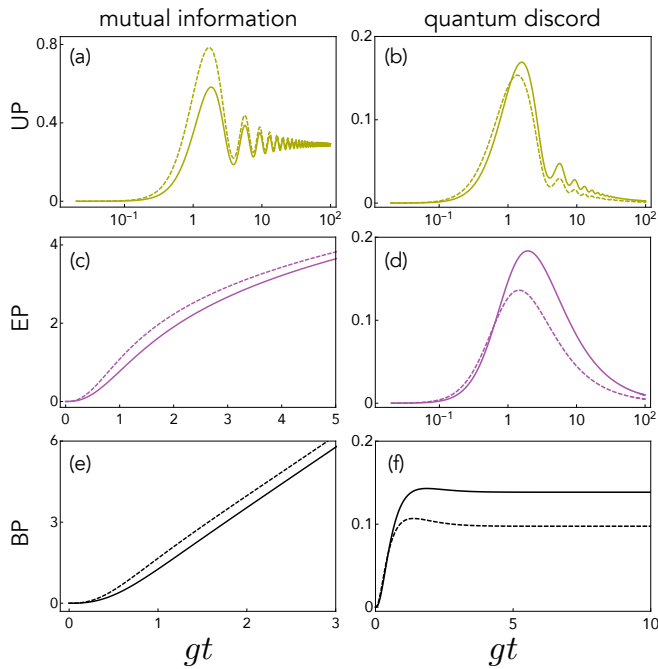 mutual information quantum discord
UP
(a)
0.8
0.4
0
10⁻¹ 1 10 10²
(b)
0.2
0.1
0
10⁻¹ 1 10 10²
EP
(c)
4
2
0
0 1 2 3 4 5
(d)
0.2
0.1
0
10⁻¹ 1 10 10²
BP
(e)
6
3
0
0 1 2 3
gt
(f)
0.2
0.1
0
0 5 10
gt